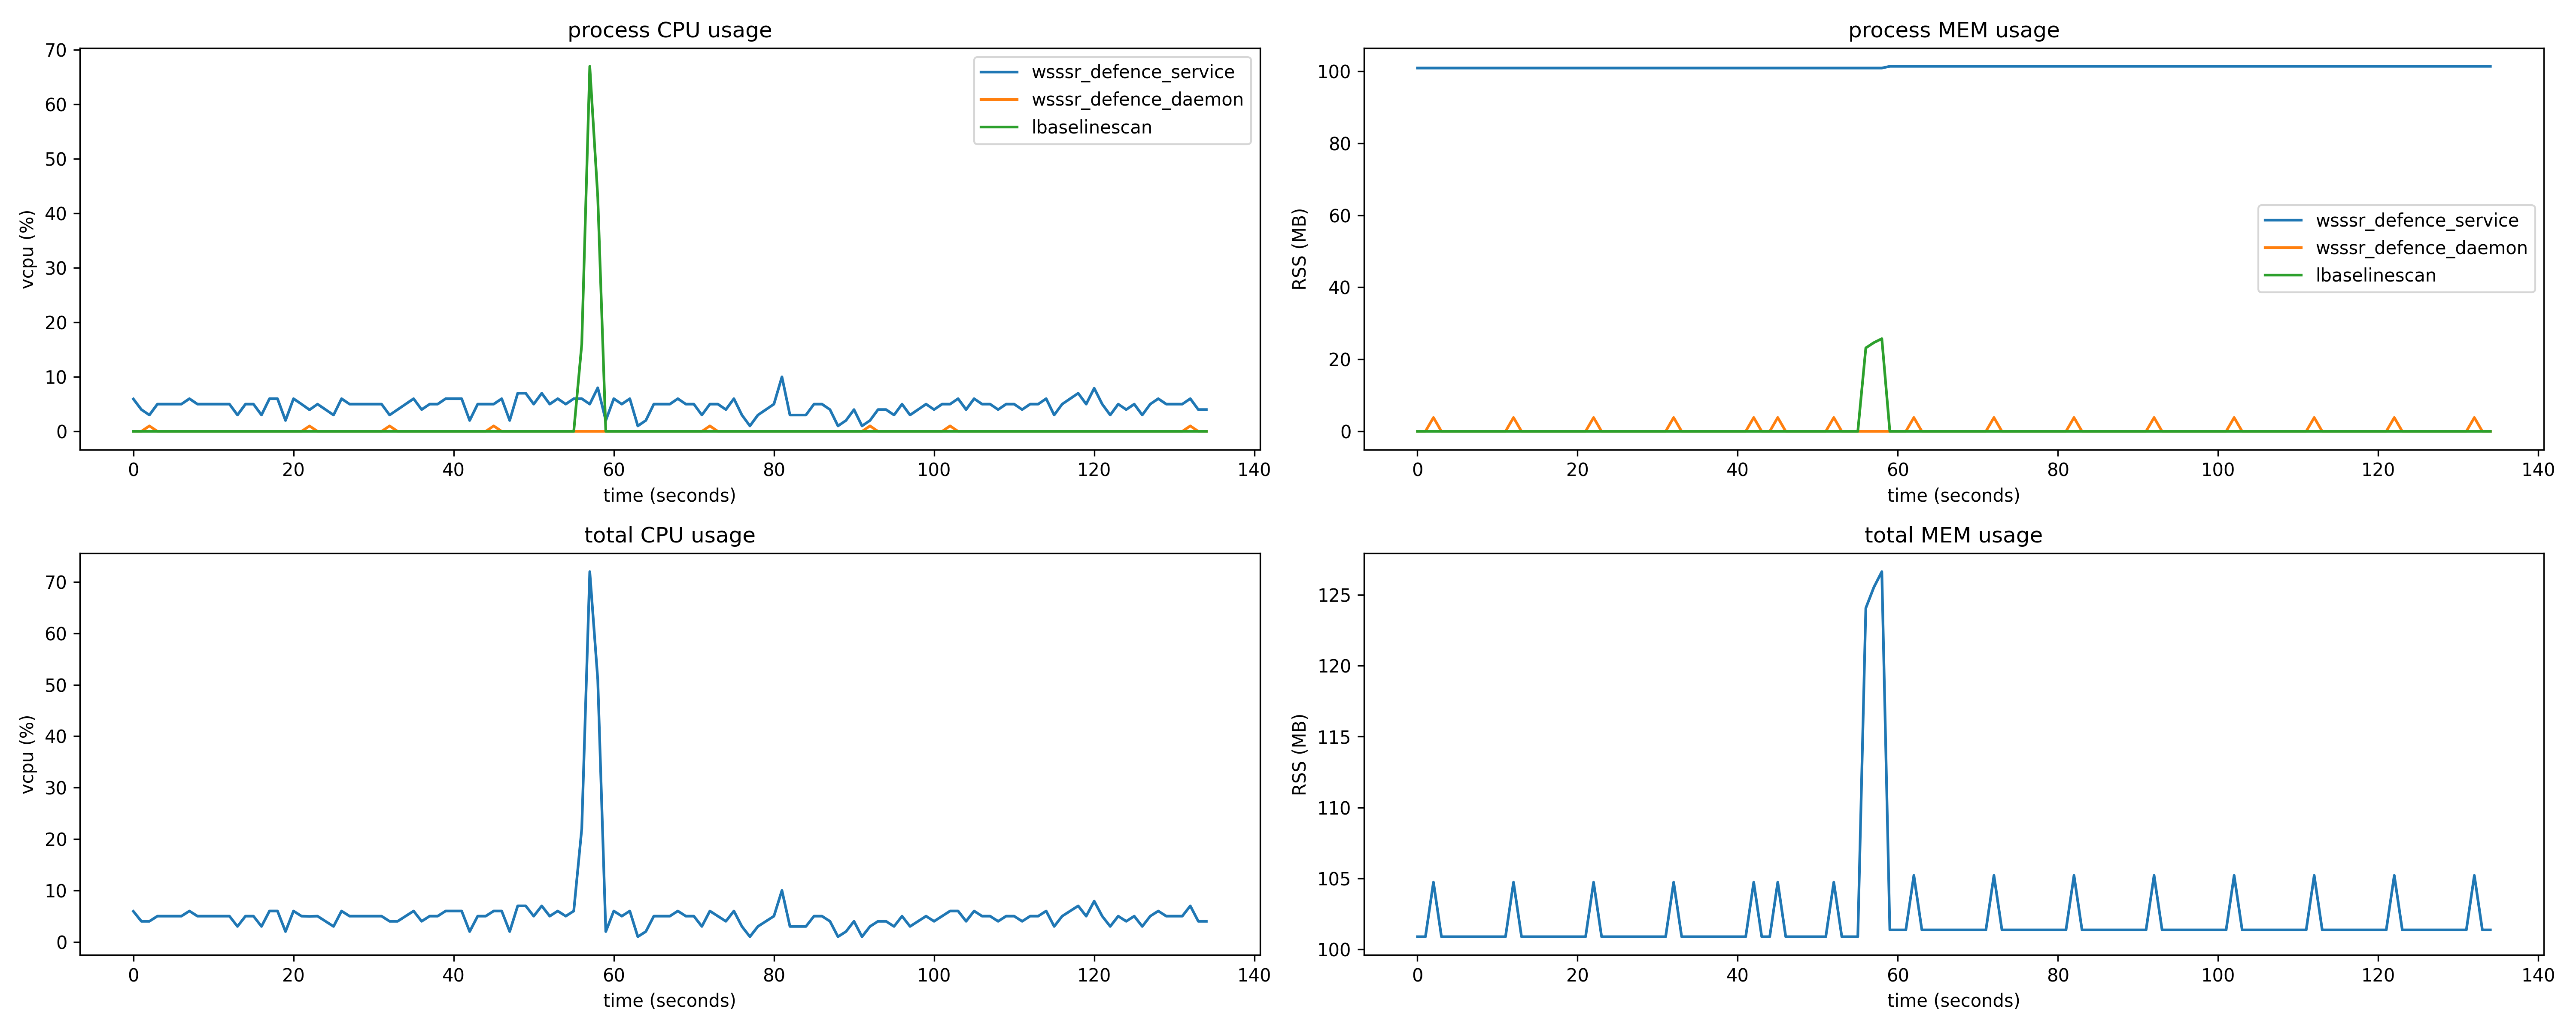 process CPU usage
70
60
50
40
30
20
10
0
vcpu (%)
wsssr_defence_service
wsssr_defence_daemon
lbaselinescan
0 20 40 60 80 100 120 140
time (seconds)
process MEM usage
100
80
60
40
20
0
RSS (MB)
wsssr_defence_service
wsssr_defence_daemon
lbaselinescan
0 20 40 60 80 100 120 140
time (seconds)
total CPU usage
70
60
50
40
30
20
10
0
vcpu (%)
0 20 40 60 80 100 120 140
time (seconds)
total MEM usage
125
120
115
110
105
100
RSS (MB)
0 20 40 60 80 100 120 140
time (seconds)